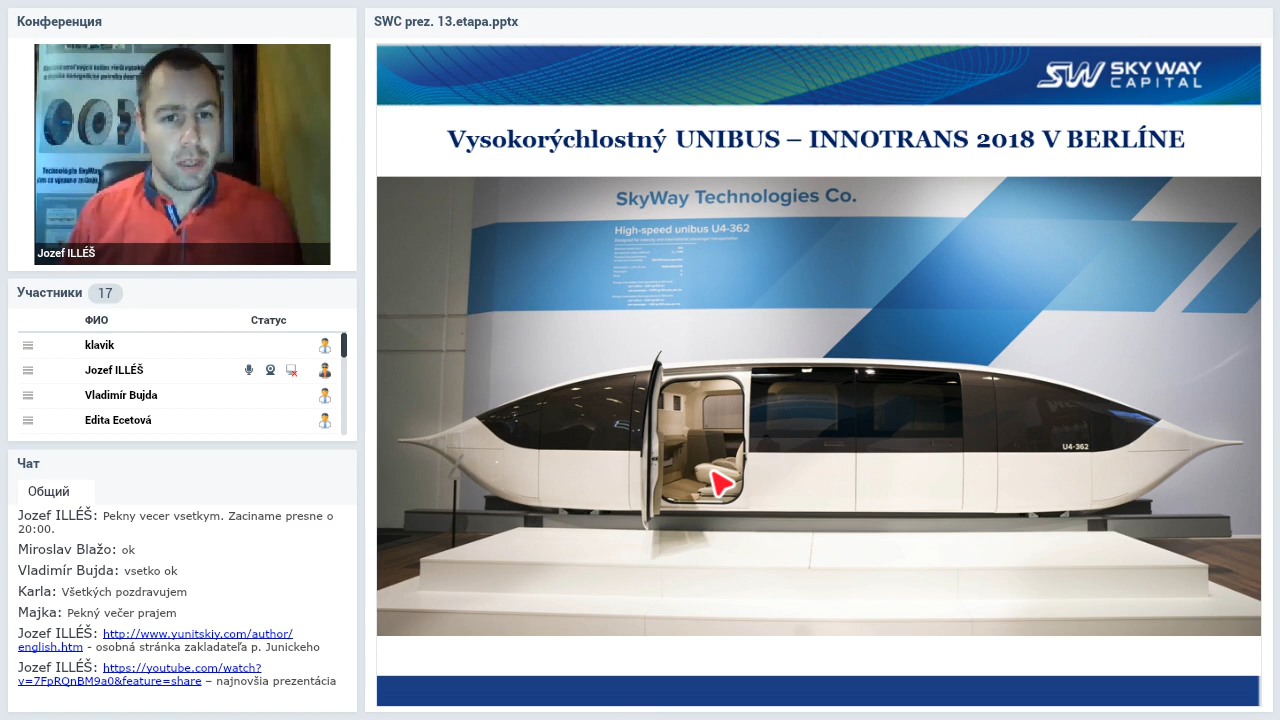 Конференция
Jozef ILLÉŠ
Участники 17
ФИО Статус
klavik
Jozef ILLÉŠ
Vladimír Bujda
Edita Ecetová
Чат
Общий
Jozef ILLÉŠ: Pekny vecer vsetkym. Zaciname presne o
20:00.
Miroslav Blažo: ok
Vladimír Bujda: vsetko ok
Karla: Všetkých pozdravujem
Majka: Pekný večer prajem
Jozef ILLÉŠ: http://www.yunitskiy.com/author/
english.htm - osobná stránka zakladateľa p. Junickeho
Jozef ILLÉŠ: https://youtube.com/watch?
v=7FpRQnBM9a0&feature=share – najnovšia prezentácia
SWC prez. 13.etapa.pptx
SW SKY WAY
CAPITAL
Vysokorýchlostný UNIBUS – INNOTRANS 2018 V BERLÍNE
SkyWay Technologies Co.
High-speed unibus U4-362
U4-362